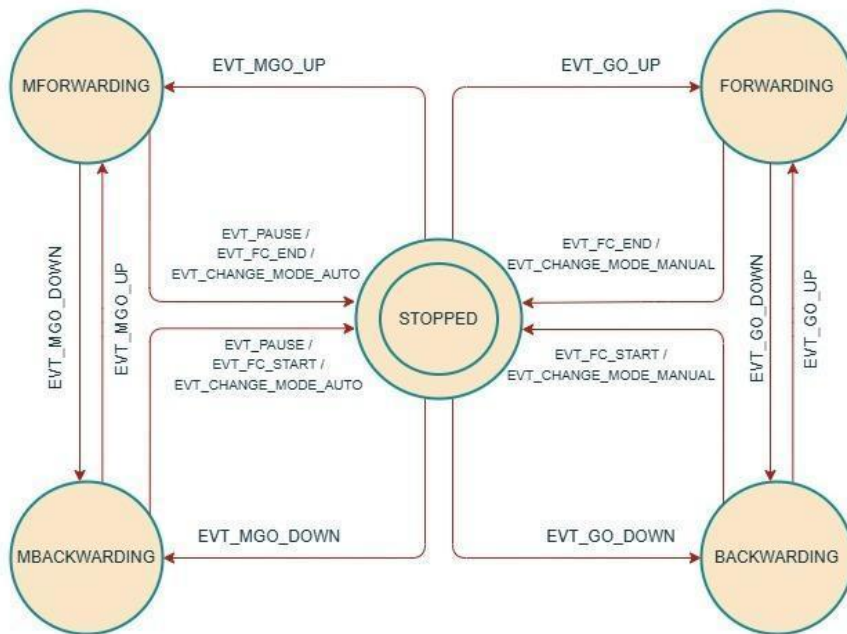 EVT_MGO_UP
EVT_GO_UP
MFORWARDING
FORWARDING
EVT_PAUSE /
EVT_FC_END /
EVT_CHANGE_MODE_AUTO
EVT_FC_END /
EVT_CHANGE_MODE_MANUAL
EVT_MGO_DOWN
EVT_MGO_UP
STOPPED
EVT_GO_DOWN
EVT_GO_UP
EVT_PAUSE /
EVT_FC_START /
EVT_CHANGE_MODE_AUTO
EVT_FC_START /
EVT_CHANGE_MODE_MANUAL
EVT_MGO_DOWN
EVT_GO_DOWN
MBACKWARDING
BACKWARDING